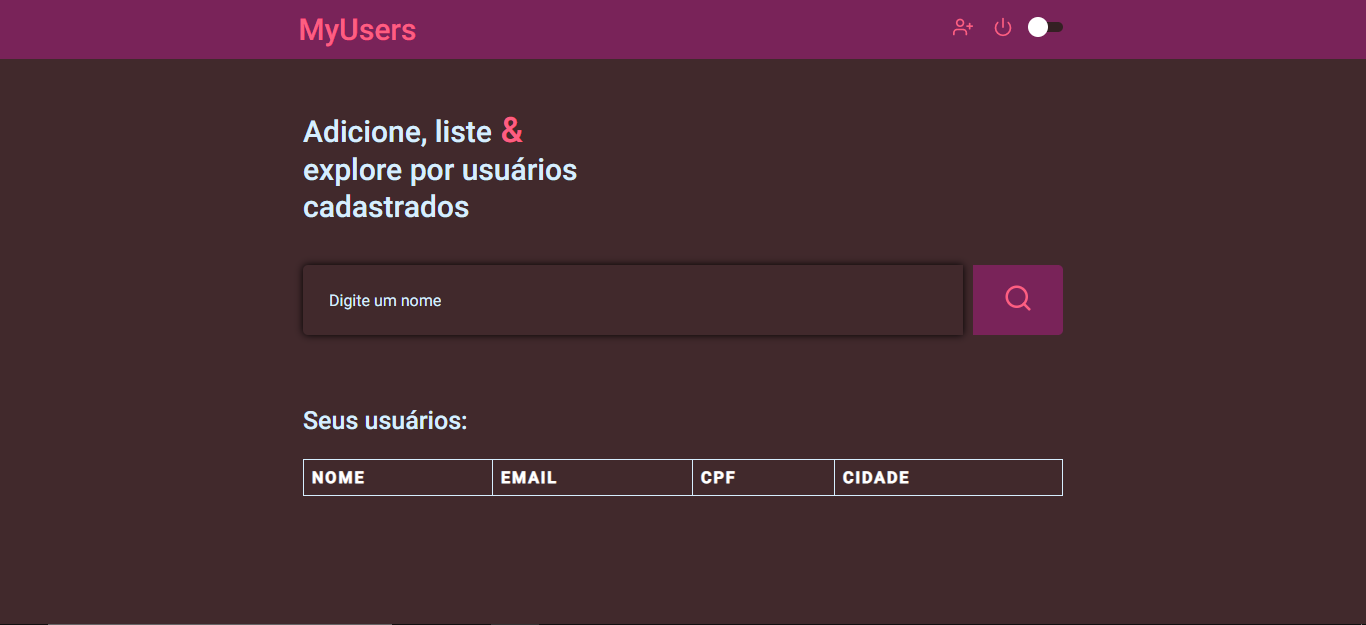 MyUsers
Adicione, liste &
explore por usuários
cadastrados
Digite um nome
Seus usuários:
NOME EMAIL CPF CIDADE